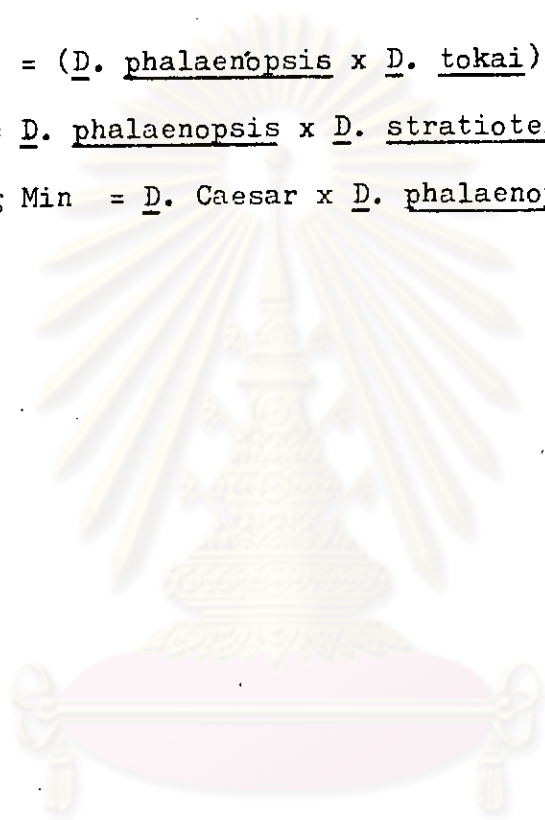 = (D. phalaenopsis x D. tokai)
D. phalaenopsis x D. stratiote
Min = D. Caesar x D. phalaeno